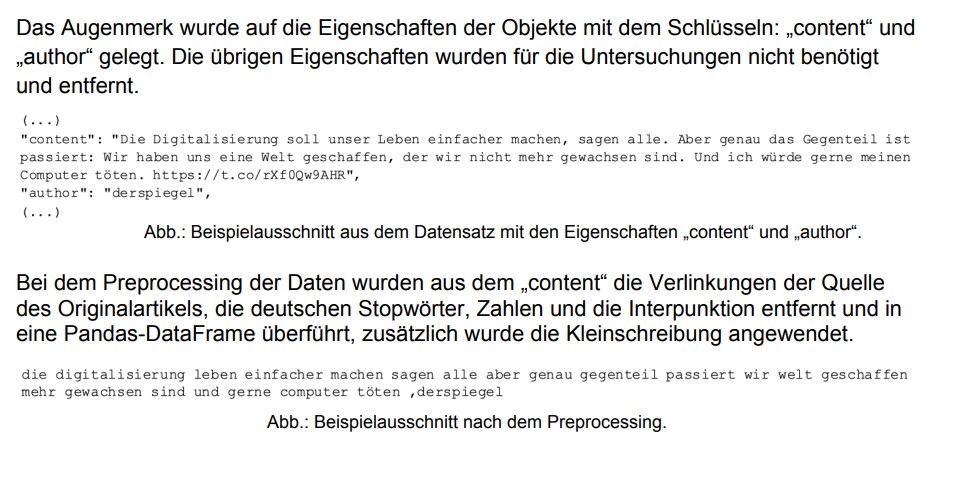 Das Augenmerk wurde auf die Eigenschaften der Objekte mit dem Schlüsseln: „content“ und
„author“ gelegt. Die übrigen Eigenschaften wurden für die Untersuchungen nicht benötigt
und entfernt.
(...)
"content": "Die Digitalisierung soll unser Leben einfacher machen, sagen alle. Aber genau das Gegenteil ist
passiert: Wir haben uns eine Welt geschaffen, der wir nicht mehr gewachsen sind. Und ich würde gerne meinen
Computer töten. https://t.co/rXf0Qw9AHR",
"author": "derspiegel",
(...)
Abb.: Beispielausschnitt aus dem Datensatz mit den Eigenschaften „content“ und „author“.
Bei dem Preprocessing der Daten wurden aus dem „content“ die Verlinkungen der Quelle
des Originalartikels, die deutschen Stopwörter, Zahlen und die Interpunktion entfernt und in
eine Pandas-DataFrame überführt, zusätzlich wurde die Kleinschreibung angewendet.
die digitalisierung leben einfacher machen sagen alle aber genau gegenteil passiert wir welt geschaffen
mehr gewachsen sind und gerne computer töten ,derspiegel
Abb.: Beispielausschnitt nach dem Preprocessing.